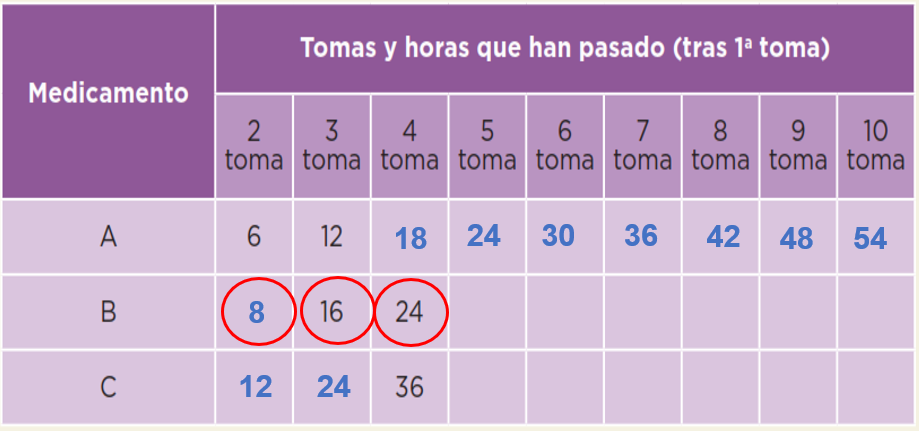 Medicamento
Tomas y horas que han pasado (tras 1ª toma)
2 toma 3 toma 4 toma 5 toma 6 toma 7 toma 8 toma 9 toma 10 toma
A 6 12 18 24 30 36 42 48 54
B 8 16 24
C 12 24 36